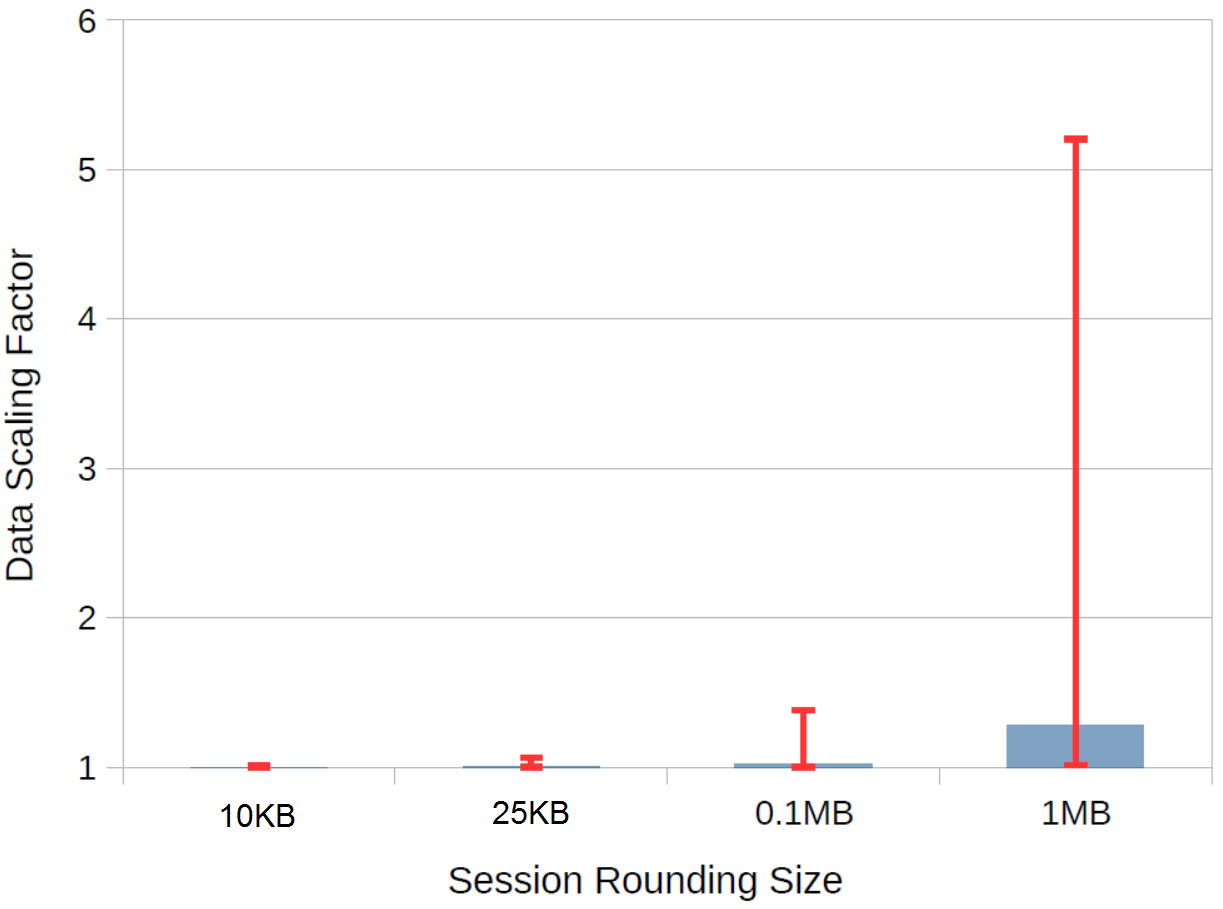 6
5
4
3
2
1
Data Scaling Factor
10KB 25KB 0.1MB 1MB
Session Rounding Size